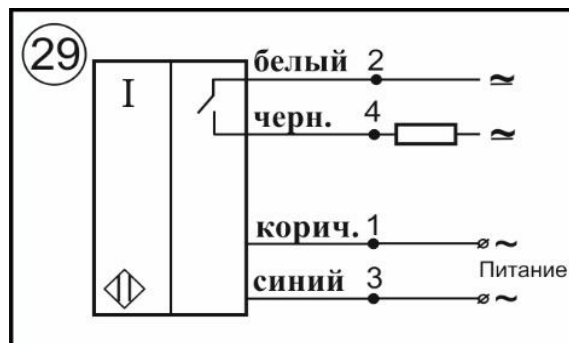 29
I
белый 2 ≃
черн. 4 ≃
корич. 1 ~
Питание
синий 3 ~